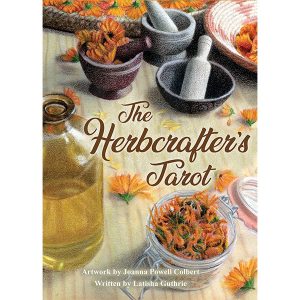 The
Herbcrafter's
Tarot
Artwork by Joanna Powell Colbert
Written by Latisha Guthrie